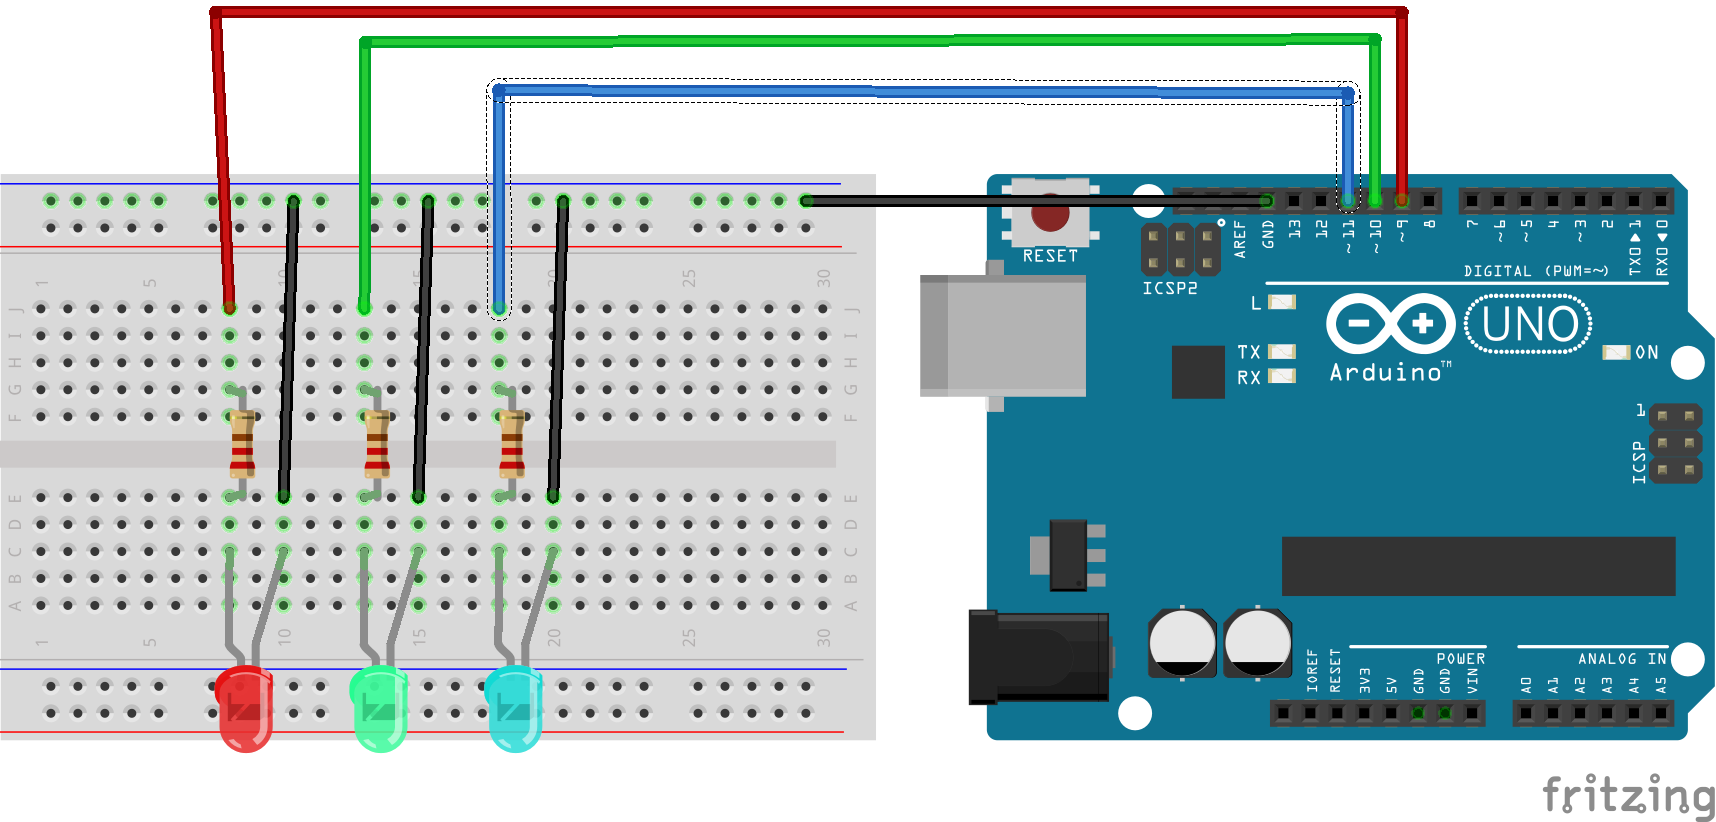 RESET
ICSP2
AREF
GND
13
12
~11
~10
~9
8
7
~6
~5
4
~3
2
TX0▶1
RX0◀0
DIGITAL (PWM=~)
L
TX
RX
UNO
Arduino™
ON
1
ICSP
POWER
ANALOG IN
IOREF
RESET
3V3
5V
GND
GND
VIN
A0
A1
A2
A3
A4
A5
1 5 10 15 20 25 30
J J
I I
H H
G G
F F
E E
D D
C C
B B
A A
1 5 10 15 20 25 30
fritzing